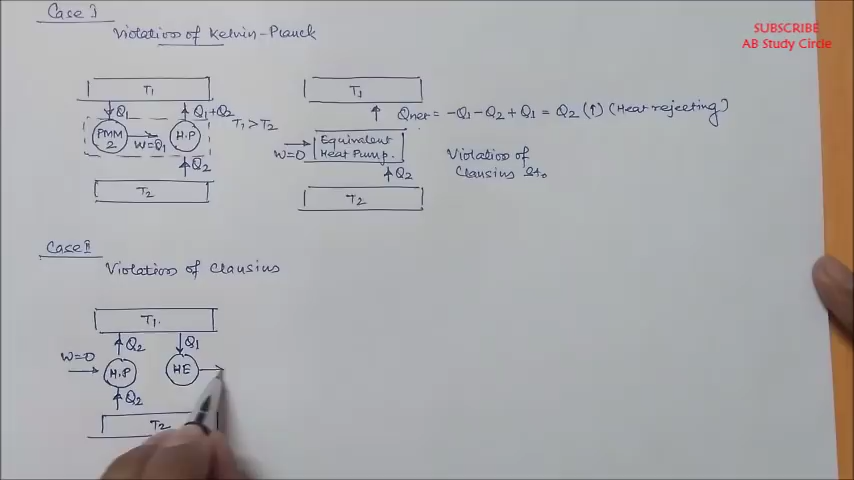 Case I
Violation of Kelvin-Planck
SUBSCRIBE
AB Study Circle
T1
Q1
Q1+Q2
PMM 2
W=Q1
H.P
T1 > T2
Q2
T2
T1
Qnet = -Q1-Q2+Q1 = Q2 (↑) (Heat rejecting)
W=0
Equivalent
Heat Pump.
Q2
T2
Violation of
Clausius St.
Case II
Violation of Clausius
T1.
Q2
Q1
W=0
H.P
HE
Q2
T2